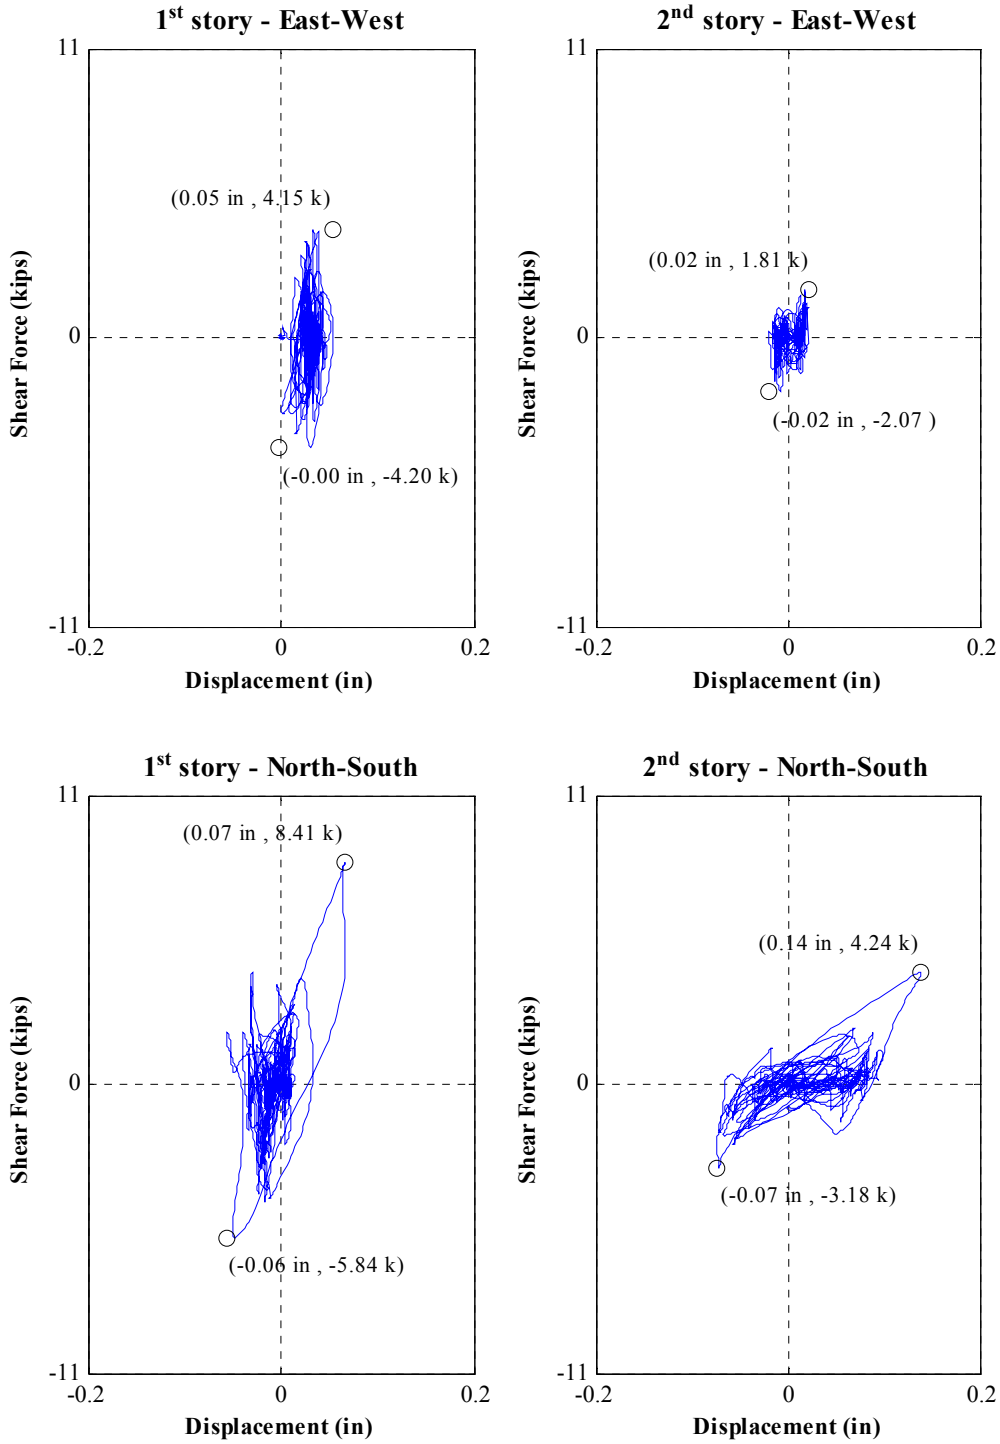 1st story - East-West
11
(0.05 in , 4.15 k)
0
(-0.00 in , -4.20 k)
-11
-0.2 0 0.2
Shear Force (kips)
Displacement (in)
2nd story - East-West
11
(0.02 in , 1.81 k)
0
(-0.02 in , -2.07 )
-11
-0.2 0 0.2
Shear Force (kips)
Displacement (in)
1st story - North-South
11
(0.07 in , 8.41 k)
0
(-0.06 in , -5.84 k)
-11
-0.2 0 0.2
Shear Force (kips)
Displacement (in)
2nd story - North-South
11
(0.14 in , 4.24 k)
0
(-0.07 in , -3.18 k)
-11
-0.2 0 0.2
Shear Force (kips)
Displacement (in)